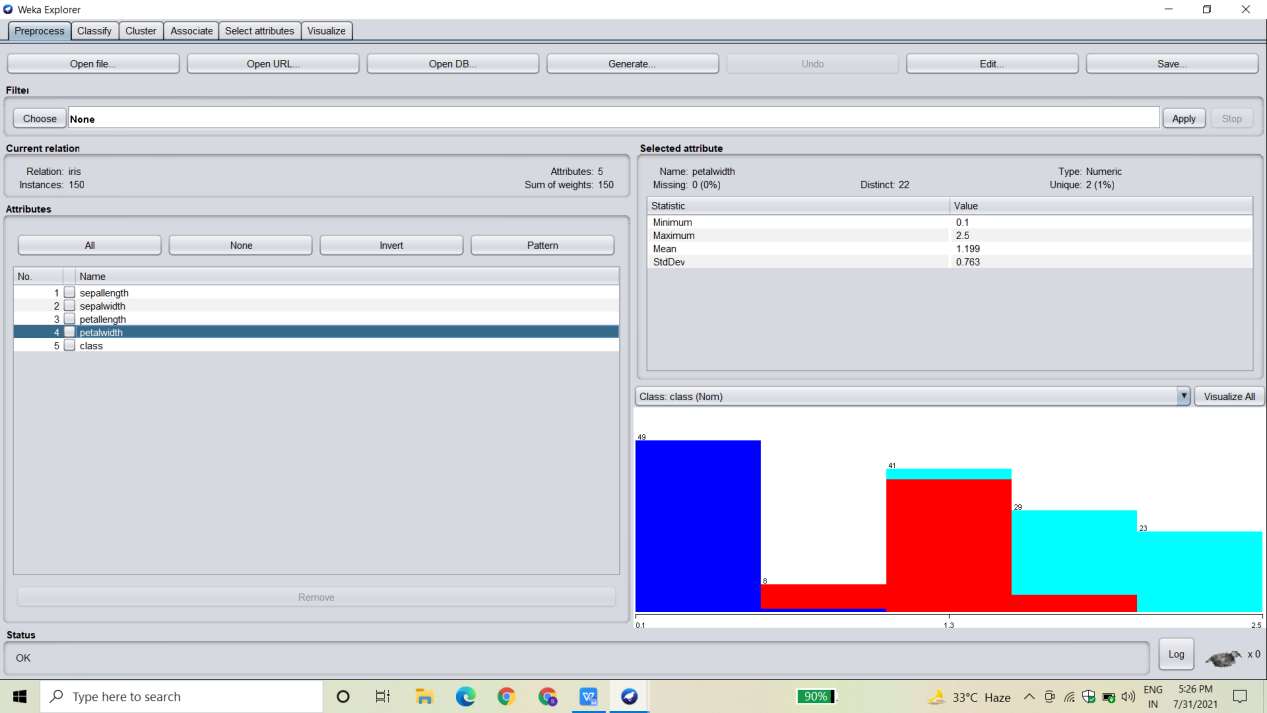 Weka Explorer
Preprocess Classify Cluster Associate Select attributes Visualize
Open file... Open URL... Open DB... Generate... Undo Edit... Save...
Filter
Choose None Apply Stop
Current relation
Relation: iris Attributes: 5
Instances: 150 Sum of weights: 150
Attributes
All None Invert Pattern
No. Name
1 sepallength
2 sepalwidth
3 petallength
4 petalwidth
5 class
Remove
Selected attribute
Name: petalwidth Type: Numeric
Missing: 0 (0%) Distinct: 22 Unique: 2 (1%)
Statistic Value
Minimum 0.1
Maximum 2.5
Mean 1.199
StdDev 0.763
Class: class (Nom) Visualize All
49
8
41
29
23
0.1 1.3 2.5
Status
OK
Log x 0
Type here to search
90%
33°C Haze
ENG
IN
5:26 PM
7/31/2021